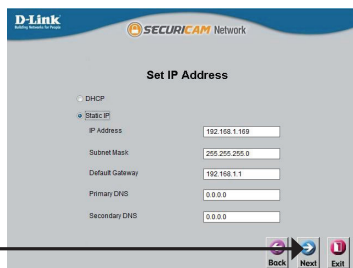 D-Link
Building Networks for People
SECURICAM Network
Set IP Address
DHCP
Static IP
IP Address 192.168.1.169
Subnet Mask 255.255.255.0
Default Gateway 192.168.1.1
Primary DNS 0.0.0.0
Secondary DNS 0.0.0.0
Back Next Exit